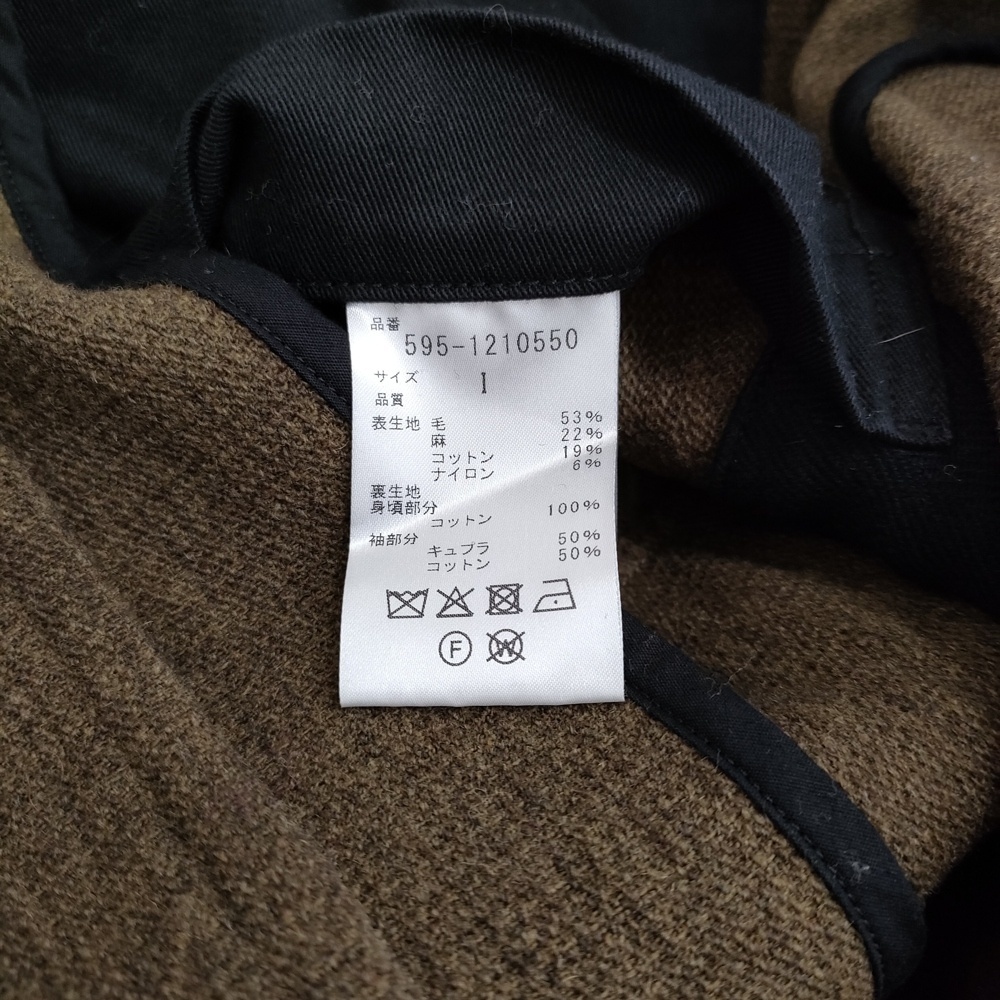 品番
595-1210550
サイズ I
品質
表生地 毛 53%
麻 22%
コットン 19%
ナイロン 6%
裏生地
身頃部分
コットン 100%
袖部分
キュプラ 50%
コットン 50%
F W